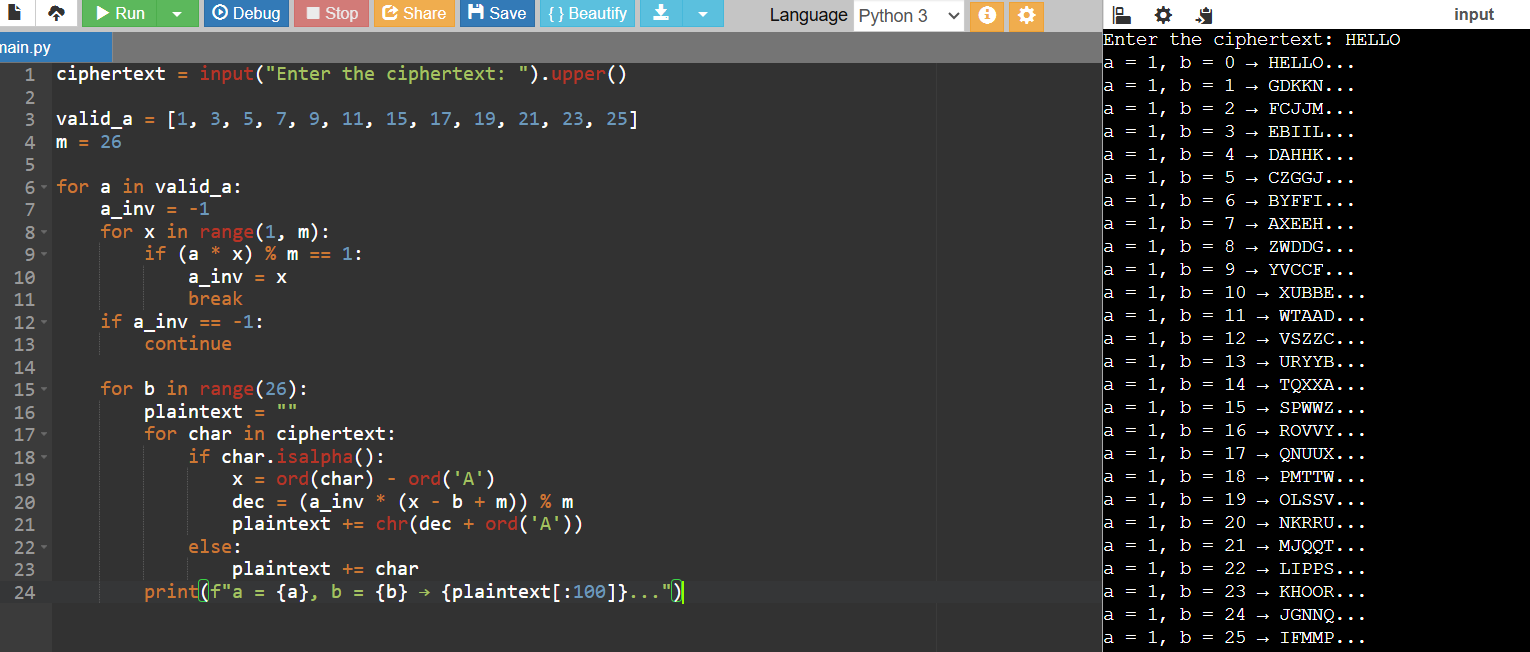 Run Debug Stop Share Save { } Beautify Language Python 3
input
main.py
1 ciphertext = input("Enter the ciphertext: ").upper()
2
3 valid_a = [1, 3, 5, 7, 9, 11, 15, 17, 19, 21, 23, 25]
4 m = 26
5
6 for a in valid_a:
7     a_inv = -1
8     for x in range(1, m):
9         if (a * x) % m == 1:
10             a_inv = x
11             break
12     if a_inv == -1:
13         continue
14
15     for b in range(26):
16         plaintext = ""
17         for char in ciphertext:
18             if char.isalpha():
19                 x = ord(char) - ord('A')
20                 dec = (a_inv * (x - b + m)) % m
21                 plaintext += chr(dec + ord('A'))
22             else:
23                 plaintext += char
24         print(f"a = {a}, b = {b} → {plaintext[:100]}...")
Enter the ciphertext: HELLO
a = 1, b = 0 → HELLO...
a = 1, b = 1 → GDKKN...
a = 1, b = 2 → FCJJM...
a = 1, b = 3 → EBIIL...
a = 1, b = 4 → DAHHK...
a = 1, b = 5 → CZGGJ...
a = 1, b = 6 → BYFFI...
a = 1, b = 7 → AXEEH...
a = 1, b = 8 → ZWDDG...
a = 1, b = 9 → YVCCF...
a = 1, b = 10 → XUBBE...
a = 1, b = 11 → WTAAD...
a = 1, b = 12 → VSZZC...
a = 1, b = 13 → URYYB...
a = 1, b = 14 → TQXXA...
a = 1, b = 15 → SPWWZ...
a = 1, b = 16 → ROVVY...
a = 1, b = 17 → QNUUX...
a = 1, b = 18 → PMTTW...
a = 1, b = 19 → OLSSV...
a = 1, b = 20 → NKRRU...
a = 1, b = 21 → MJQQT...
a = 1, b = 22 → LIPPS...
a = 1, b = 23 → KHOOR...
a = 1, b = 24 → JGNNQ...
a = 1, b = 25 → IFMMP...